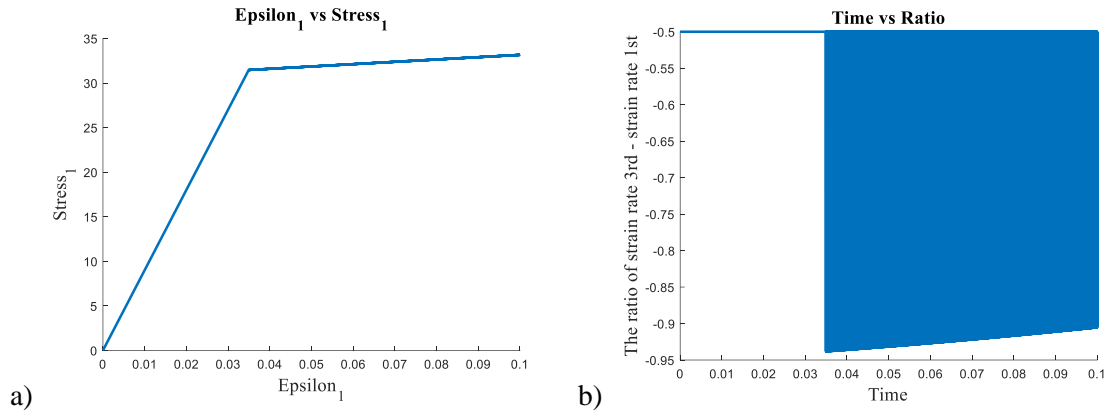 Epsilon1 vs Stress1
35
30
25
20
15
10
5
0
Stress1
0 0.01 0.02 0.03 0.04 0.05 0.06 0.07 0.08 0.09 0.1
Epsilon1
a)
Time vs Ratio
-0.5
-0.55
-0.6
-0.65
-0.7
-0.75
-0.8
-0.85
-0.9
-0.95
The ratio of strain rate 3rd - strain rate 1st
0 0.01 0.02 0.03 0.04 0.05 0.06 0.07 0.08 0.09 0.1
Time
b)